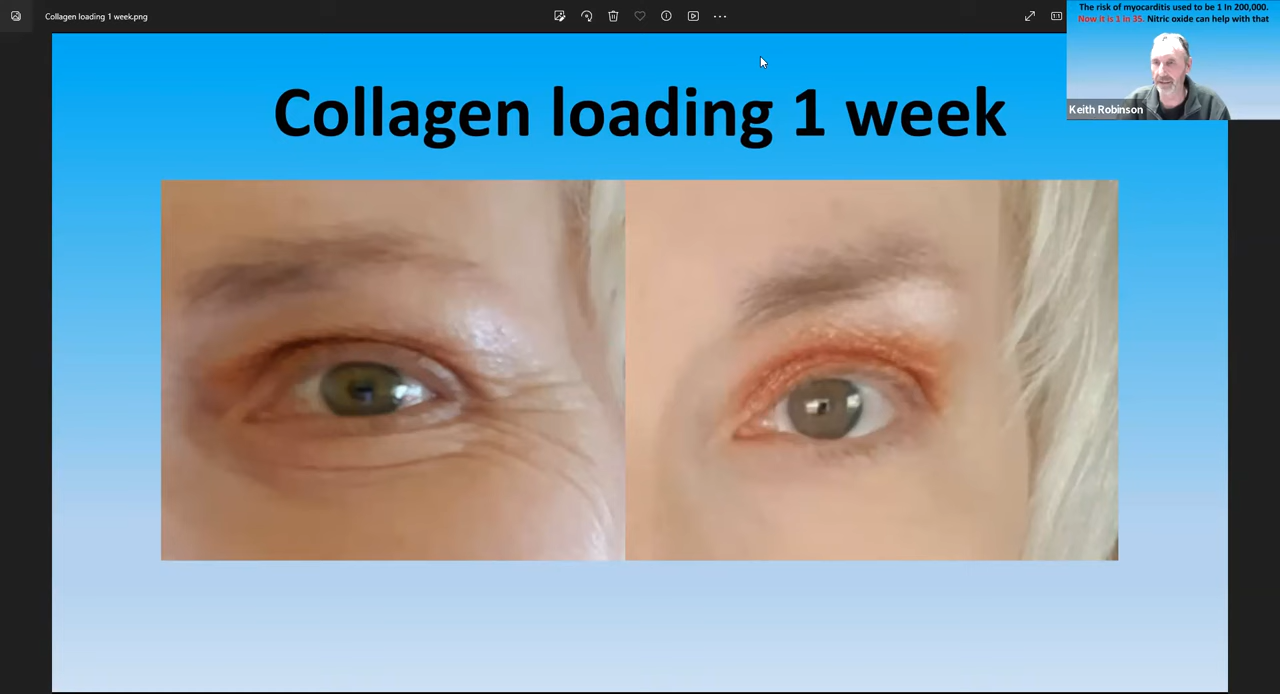 Collagen loading 1 week.png
The risk of myocarditis used to be 1 In 200,000.
Now it is 1 in 35. Nitric oxide can help with that
Keith Robinson
Collagen loading 1 week